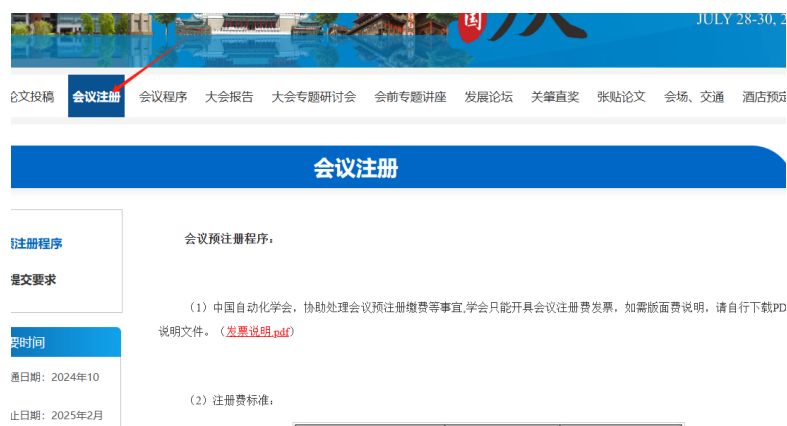 国 庆
JULY 28-30, 2
论文投稿 会议注册 会议程序 大会报告 大会专题研讨会 会前专题讲座 发展论坛 关肇直奖 张贴论文 会场、交通 酒店预定
会议注册
注册程序
提交要求
要时间
通日期：2024年10
止日期：2025年2月
会议预注册程序：
（1）中国自动化学会，协助处理会议预注册缴费等事宜,学会只能开具会议注册费发票，如需版面费说明，请自行下载PD
说明文件。（发票说明.pdf）
（2）注册费标准：